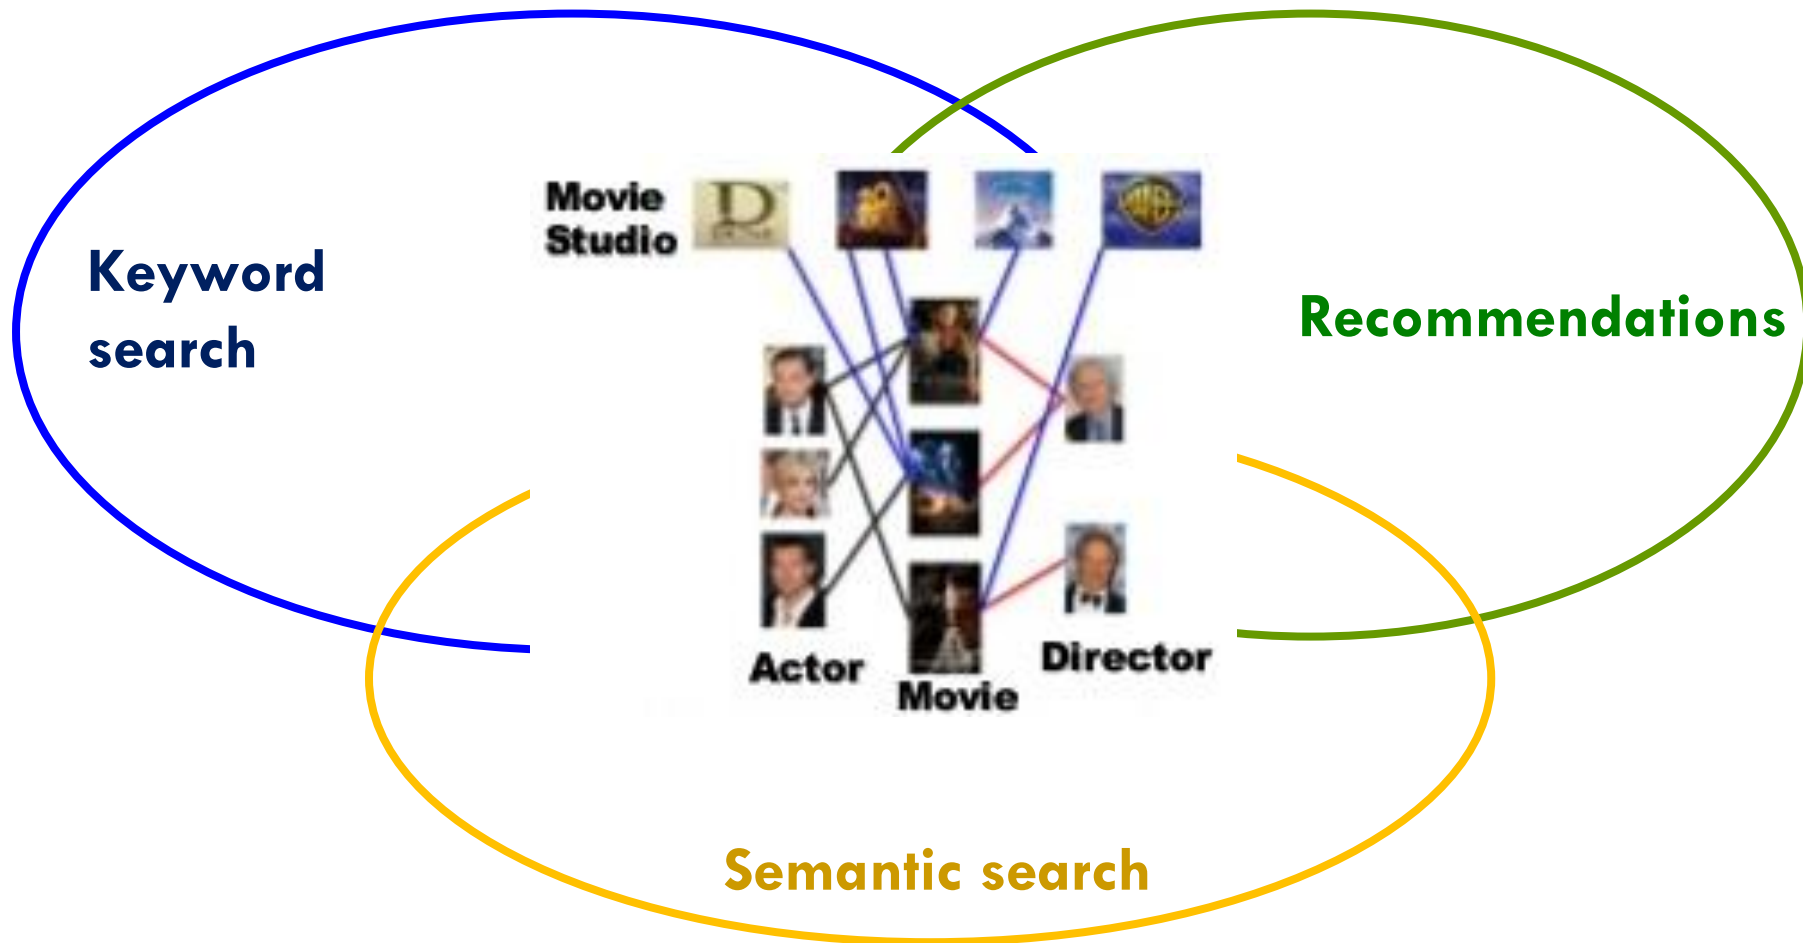 Movie
Studio
Keyword
search
Recommendations
Actor
Director
Movie
Semantic search